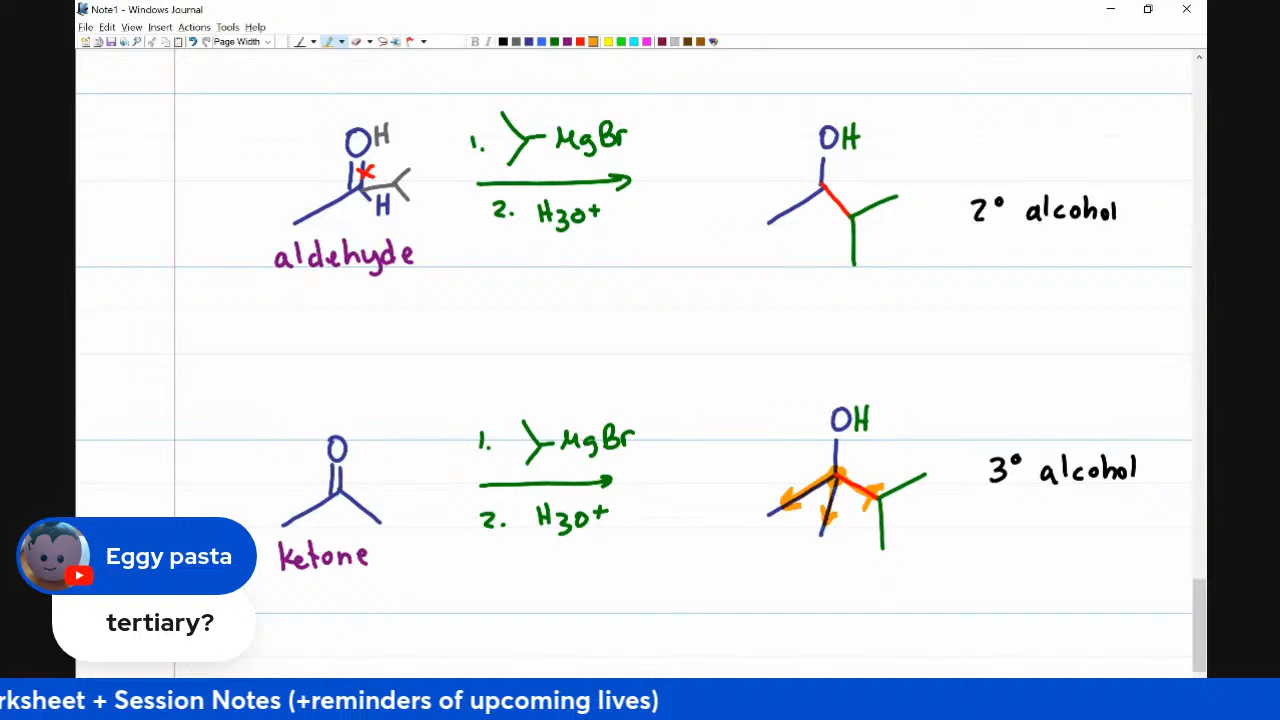 Note1 - Windows Journal
File Edit View Insert Actions Tools Help
Page Width
B I
OH
H
aldehyde
1. MgBr
2. H3O+
OH
2° alcohol
O
ketone
1. MgBr
2. H3O+
OH
3° alcohol
Eggy pasta
tertiary?
rksheet + Session Notes (+reminders of upcoming lives)